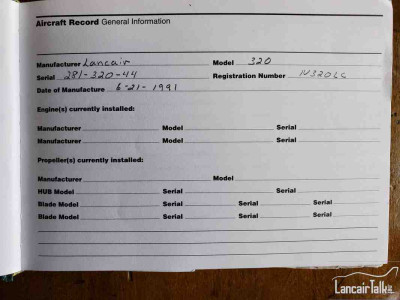 Aircraft Record General Information
Manufacturer Lancair Model 320
Serial 281-320-44 Registration Number N320LC
Date of Manufacture 6-21-1991
Engine(s) currently installed:
Manufacturer Model Serial
Manufacturer Model Serial
Propeller(s) currently installed:
Manufacturer Model
HUB Model Serial Serial
Blade Model Serial Serial Serial
Blade Model Serial Serial Serial
LancairTalk